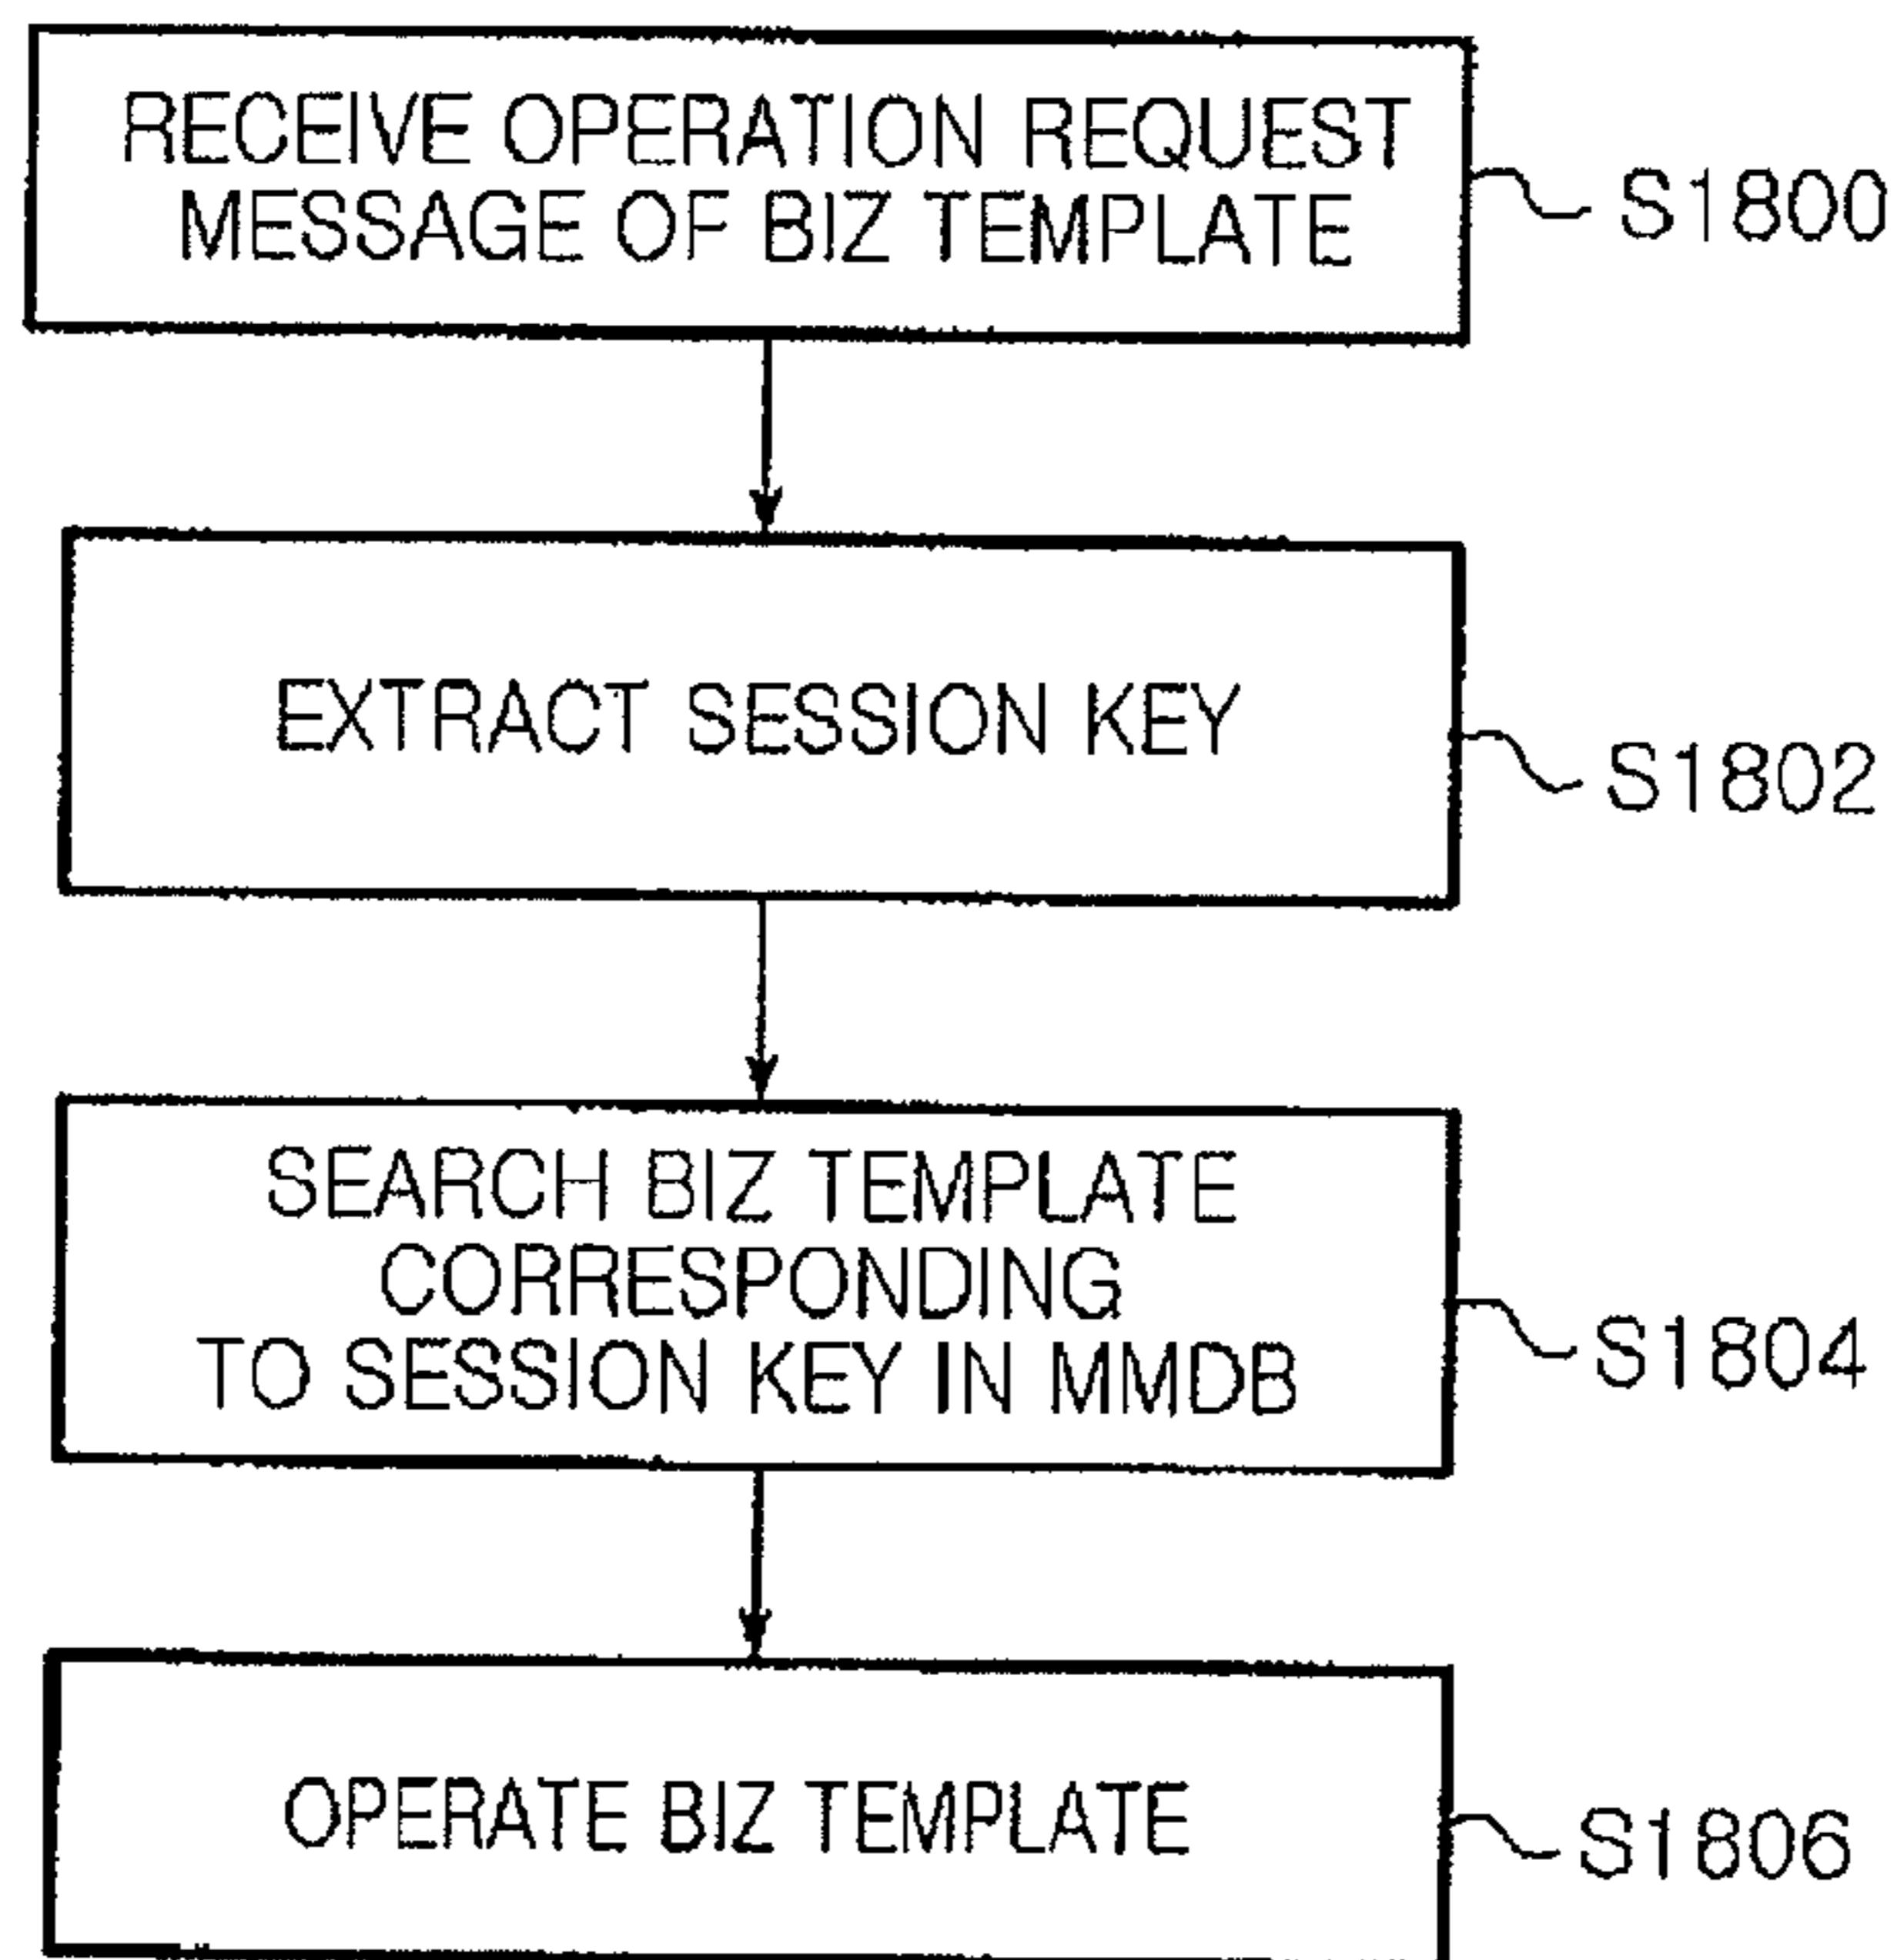 RECEIVE OPERATION REQUEST
MESSAGE OF BIZ TEMPLATE
S1800
EXTRACT SESSION KEY
S1802
SEARCH BIZ TEMPLATE
CORRESPONDING
TO SESSION KEY IN MMDB
S1804
OPERATE BIZ TEMPLATE
S1806